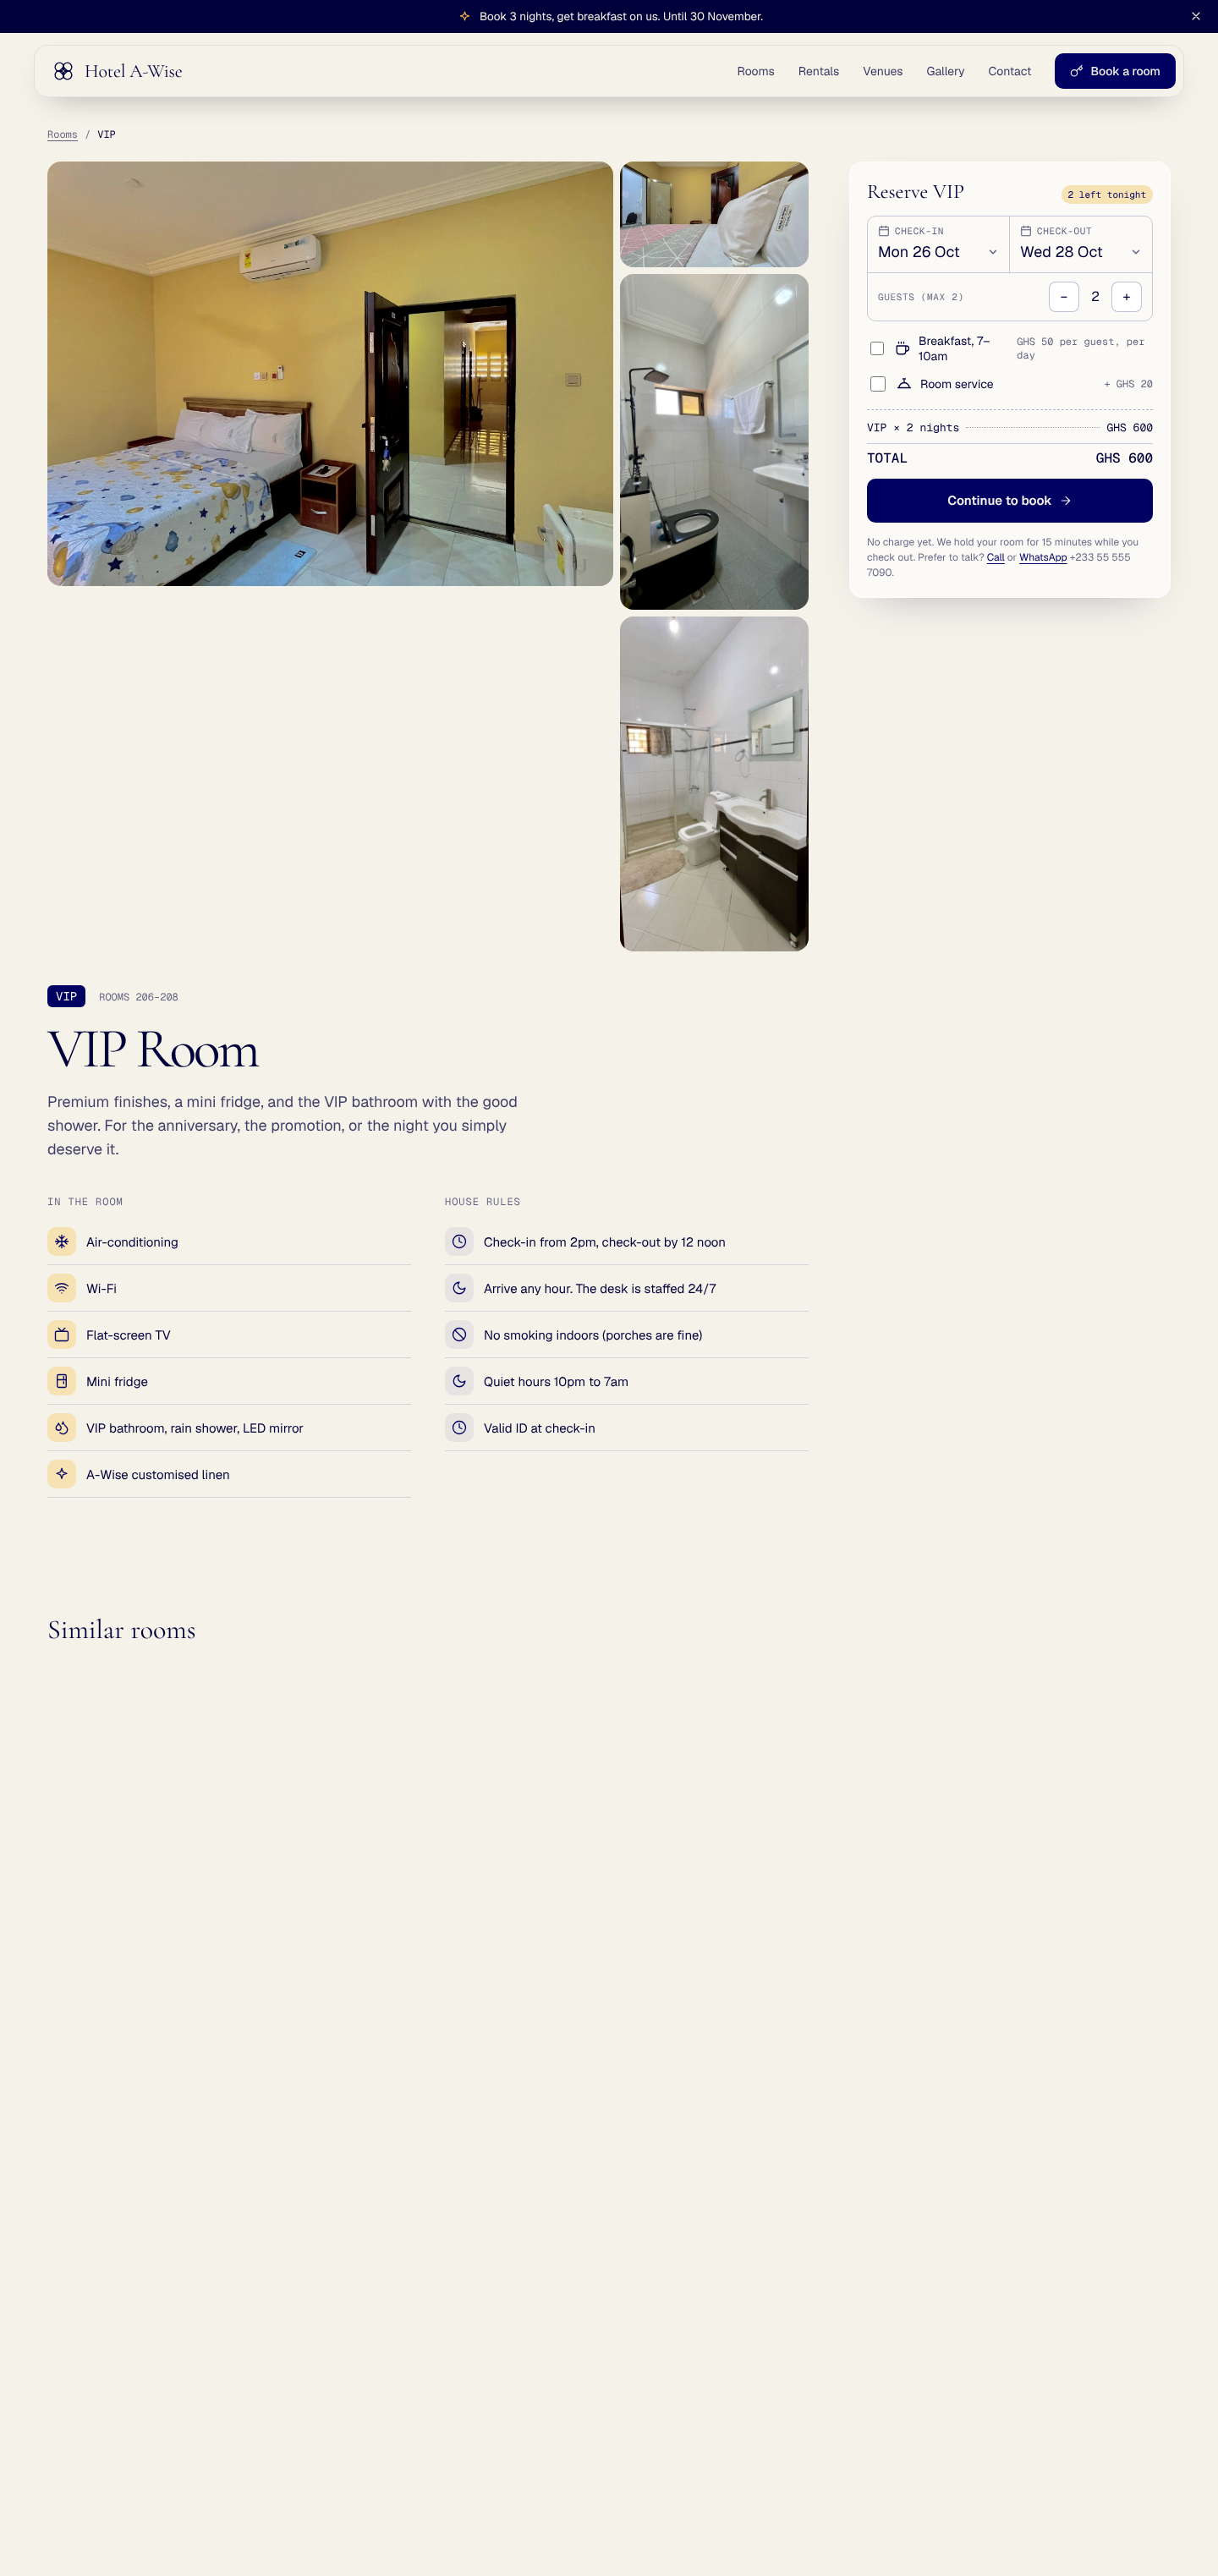 Book 3 nights, get breakfast on us. Until 30 November.
Hotel A-Wise
Rooms
Rentals
Venues
Gallery
Contact
Book a room
Rooms / VIP
Reserve VIP
2 left tonight
CHECK-IN
Mon 26 Oct
CHECK-OUT
Wed 28 Oct
GUESTS (MAX 2)
− 2 +
Breakfast, 7–
10am
GHS 50 per guest, per
day
Room service
+ GHS 20
VIP × 2 nights
GHS 600
TOTAL
GHS 600
Continue to book
No charge yet. We hold your room for 15 minutes while you
check out. Prefer to talk? Call or WhatsApp +233 55 555
7090.
VIP
ROOMS 206–208
VIP Room
Premium finishes, a mini fridge, and the VIP bathroom with the good
shower. For the anniversary, the promotion, or the night you simply
deserve it.
IN THE ROOM
Air-conditioning
Wi-Fi
Flat-screen TV
Mini fridge
VIP bathroom, rain shower, LED mirror
A-Wise customised linen
HOUSE RULES
Check-in from 2pm, check-out by 12 noon
Arrive any hour. The desk is staffed 24/7
No smoking indoors (porches are fine)
Quiet hours 10pm to 7am
Valid ID at check-in
Similar rooms